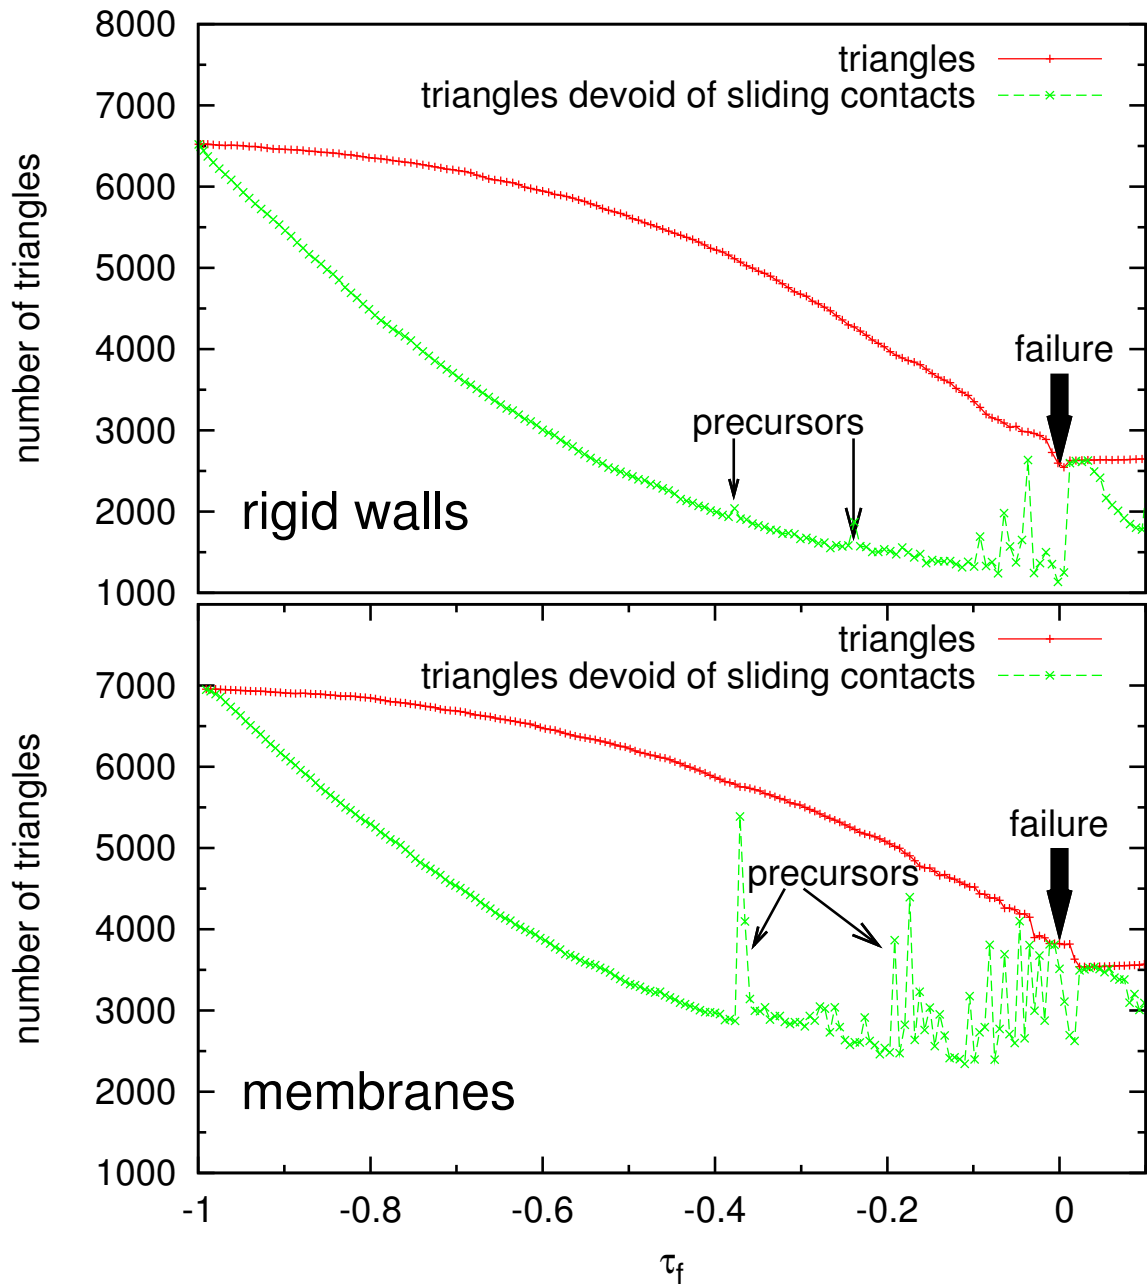 8000
7000
6000
5000
4000
3000
2000
1000
number of triangles
triangles
triangles devoid of sliding contacts
failure
precursors
rigid walls
7000
6000
5000
4000
3000
2000
1000
number of triangles
triangles
triangles devoid of sliding contacts
failure
precursors
membranes
-1 -0.8 -0.6 -0.4 -0.2 0
τf